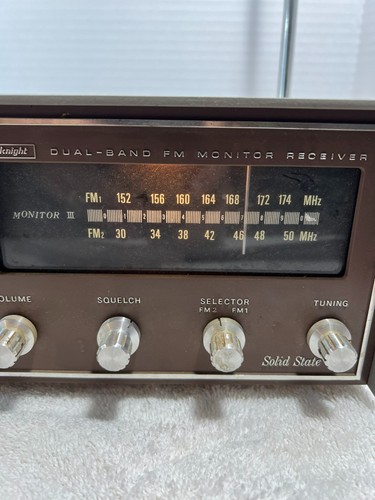 knight DUAL-BAND FM MONITOR RECEIVER
FM1 152 156 160 164 168 172 174 MHz
MONITOR III
FM2 30 34 38 42 46 48 50 MHz
VOLUME SQUELCH SELECTOR TUNING
FM2 FM1
Solid State